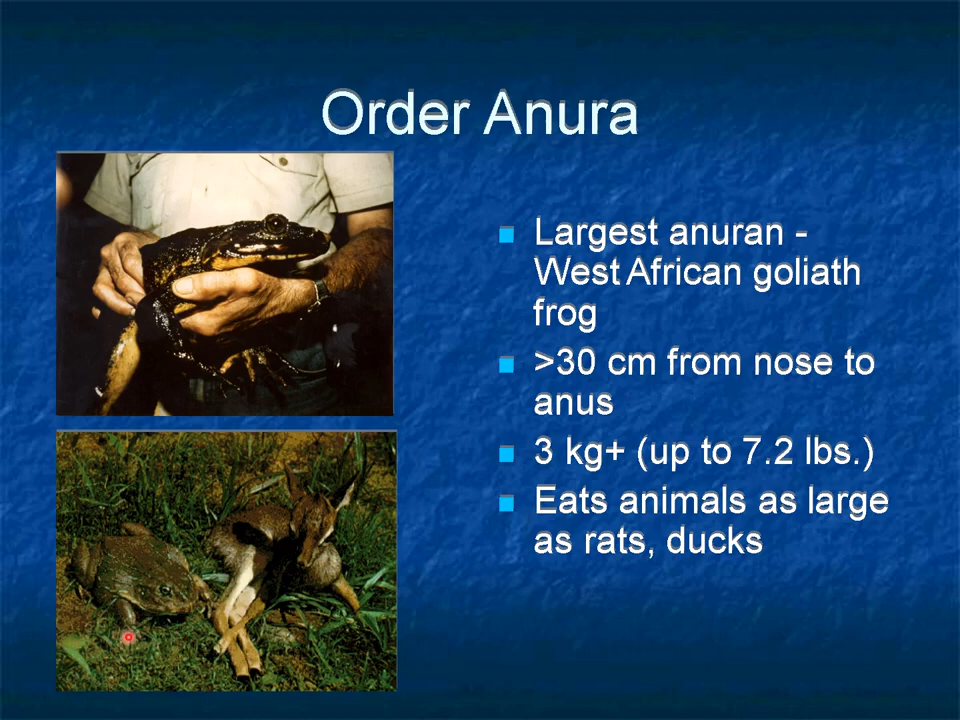 Order Anura
Largest anuran -
West African goliath
frog
>30 cm from nose to
anus
3 kg+ (up to 7.2 lbs.)
Eats animals as large
as rats, ducks